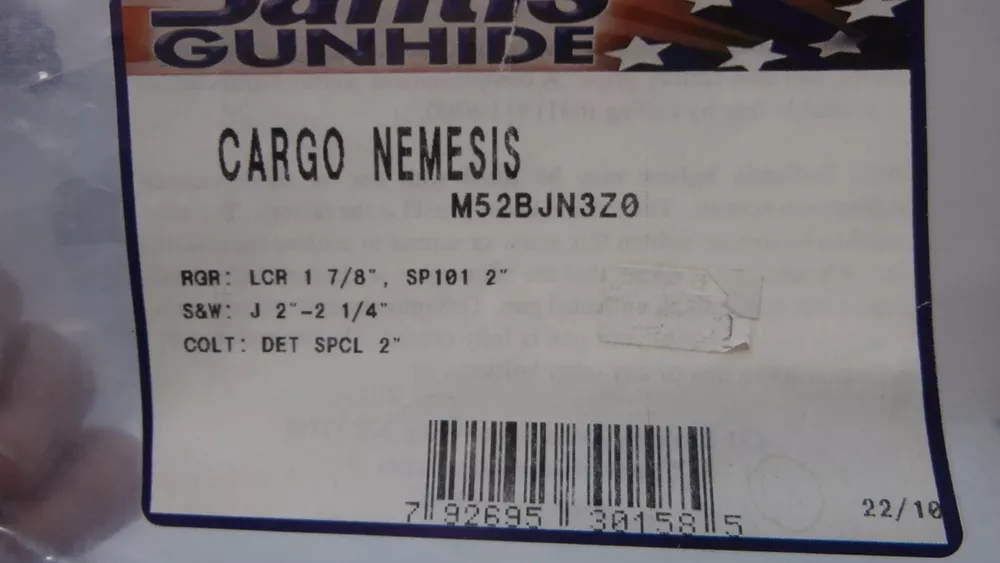 GUNHIDE
CARGO NEMESIS
M52BJN3Z0
RGR: LCR 1 7/8", SP101 2"
S&W: J 2"-2 1/4"
COLT: DET SPCL 2"
7 92695 30158 5
22/10